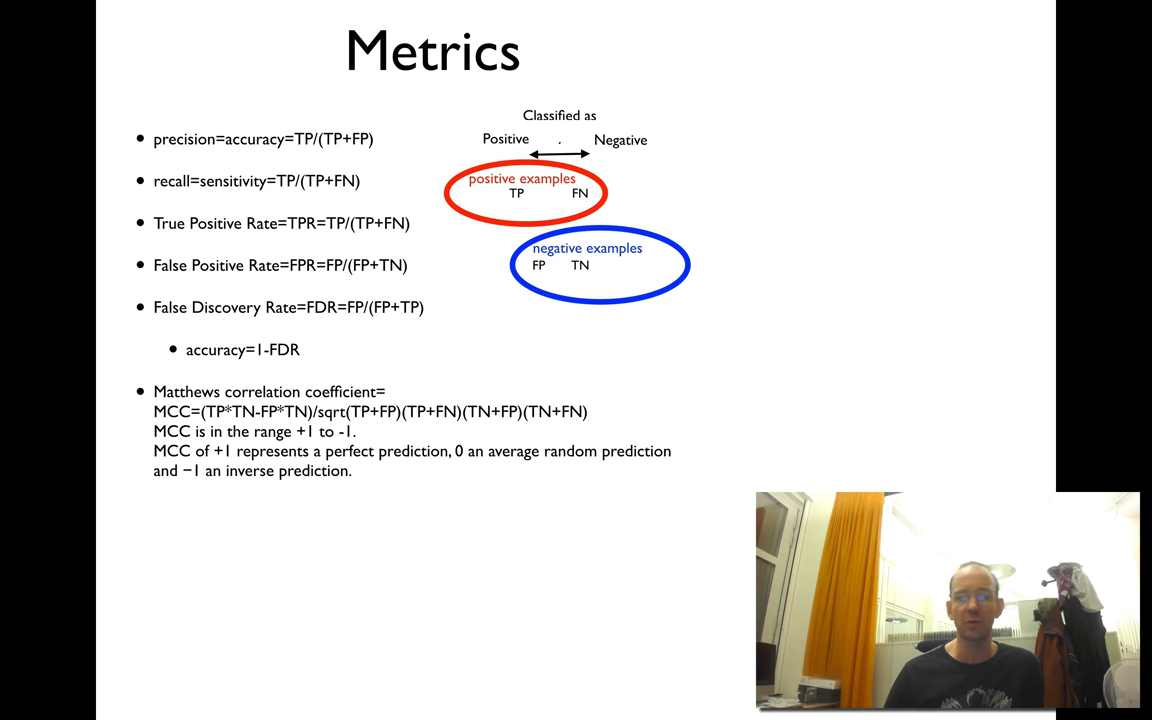 Metrics
Classified as
Positive
Negative
• precision=accuracy=TP/(TP+FP)
• recall=sensitivity=TP/(TP+FN)
• True Positive Rate=TPR=TP/(TP+FN)
• False Positive Rate=FPR=FP/(FP+TN)
• False Discovery Rate=FDR=FP/(FP+TP)
• accuracy=1-FDR
• Matthews correlation coefficient=
MCC=(TP*TN-FP*TN)/sqrt(TP+FP)(TP+FN)(TN+FP)(TN+FN)
MCC is in the range +1 to -1.
MCC of +1 represents a perfect prediction, 0 an average random prediction
and −1 an inverse prediction.
positive examples
TP FN
negative examples
FP TN